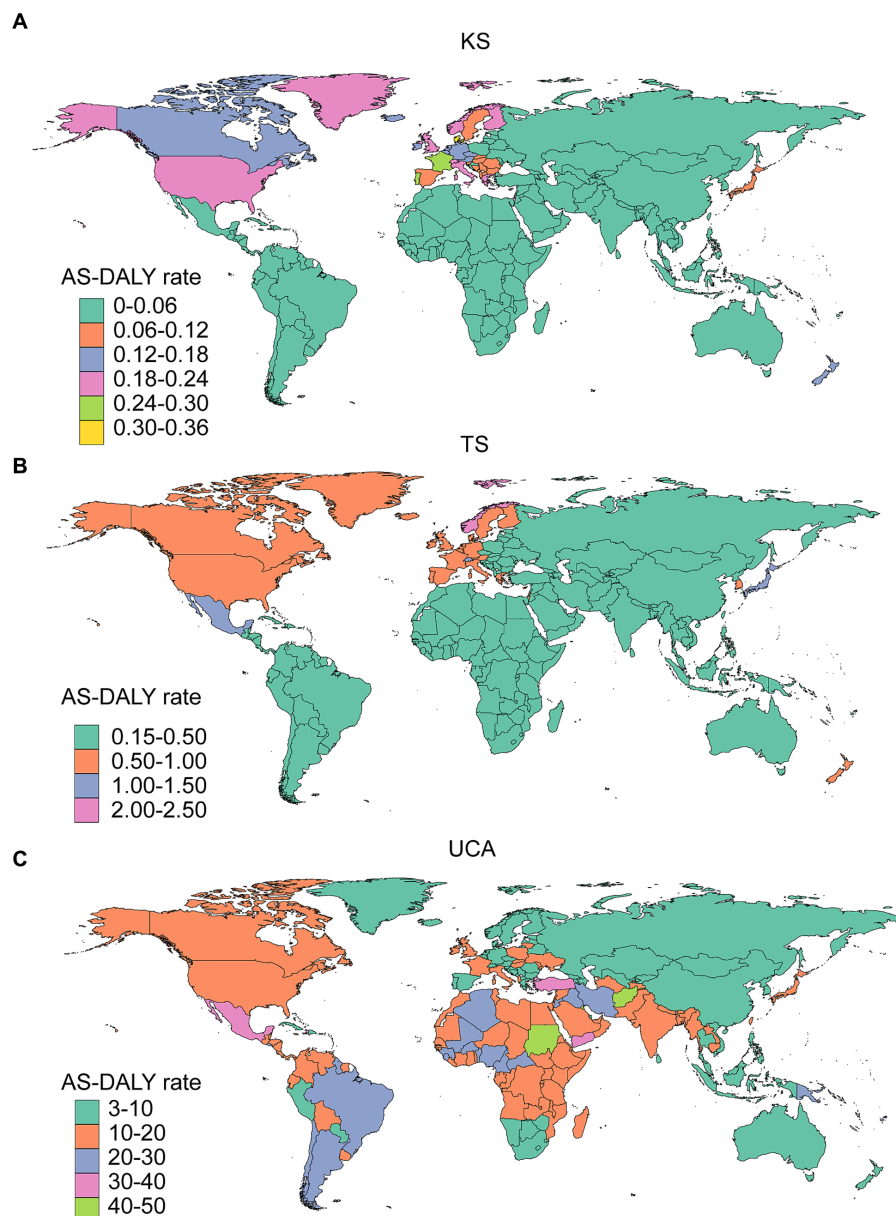 A
KS
AS-DALY rate
0-0.06
0.06-0.12
0.12-0.18
0.18-0.24
0.24-0.30
0.30-0.36
B
TS
AS-DALY rate
0.15-0.50
0.50-1.00
1.00-1.50
2.00-2.50
C
UCA
AS-DALY rate
3-10
10-20
20-30
30-40
40-50